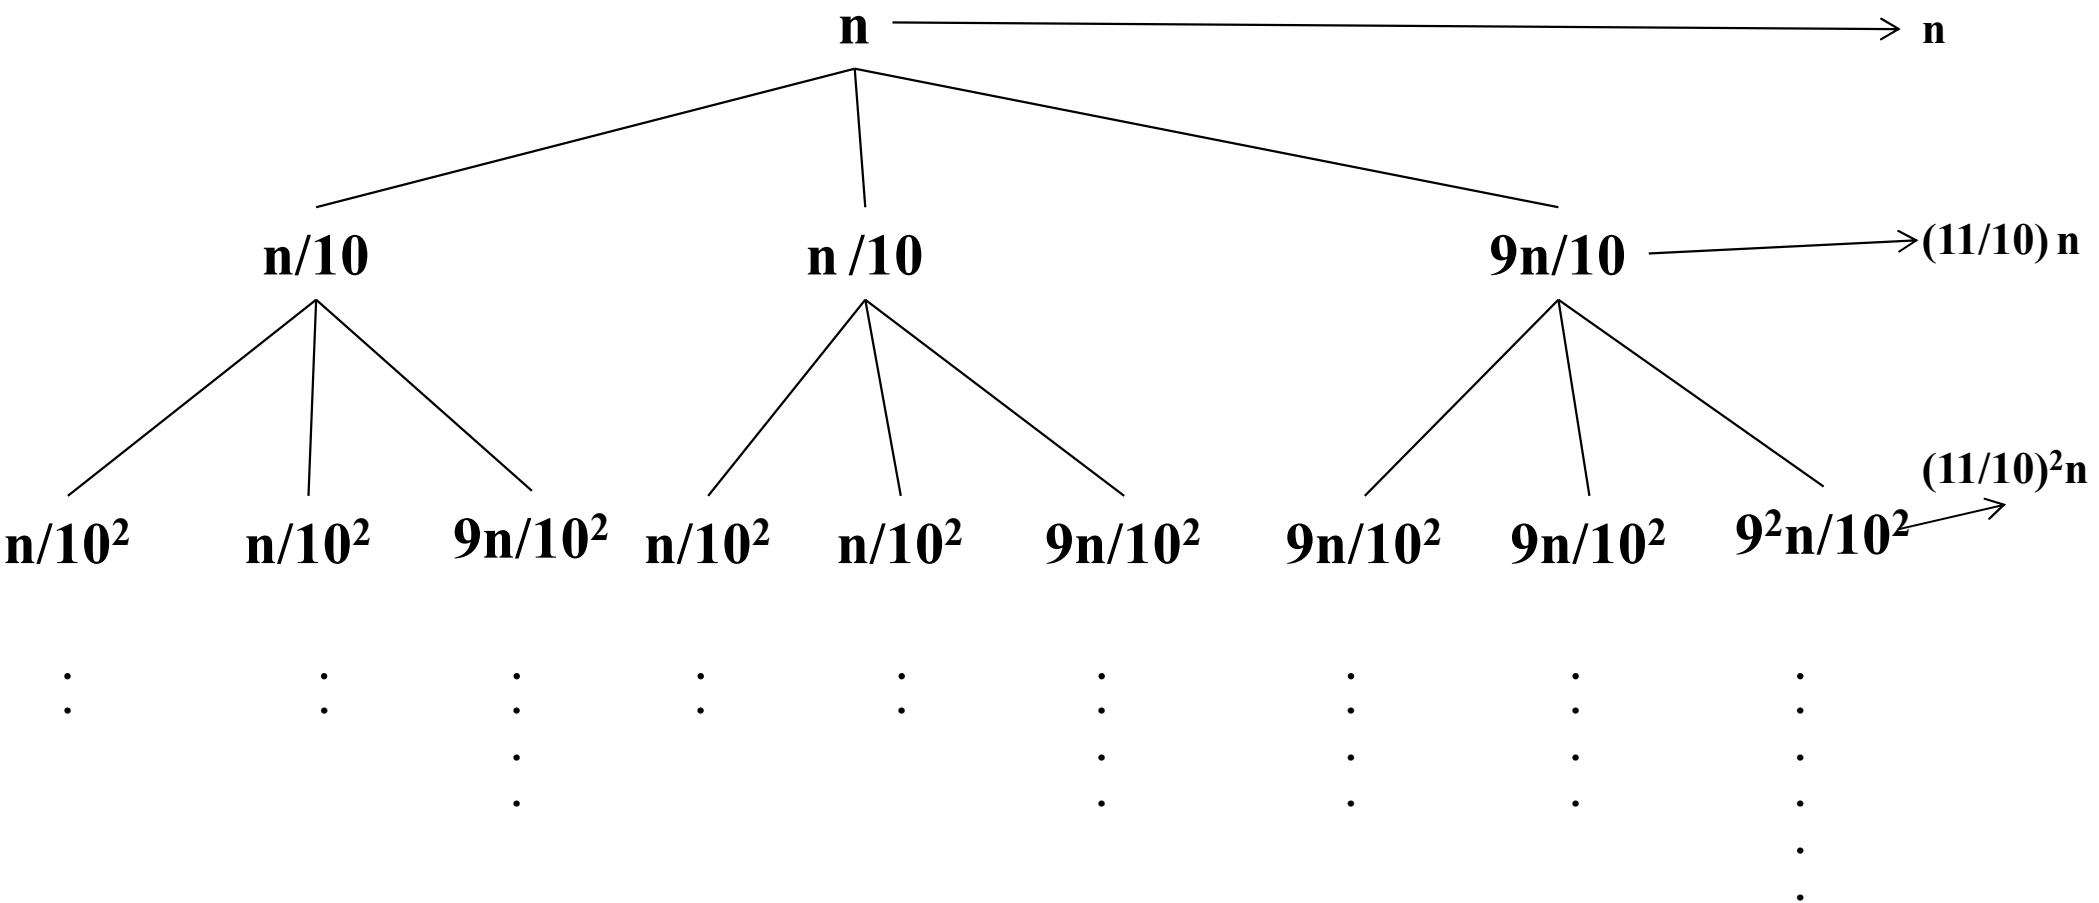 n n
n/10 n /10 9n/10 (11/10) n
(11/10)²n
n/10² n/10² 9n/10² n/10² n/10² 9n/10² 9n/10² 9n/10² 9²n/10²
. . . . . . . . .
. . . . . . . . .
. . . . .
. . . . .
.
.